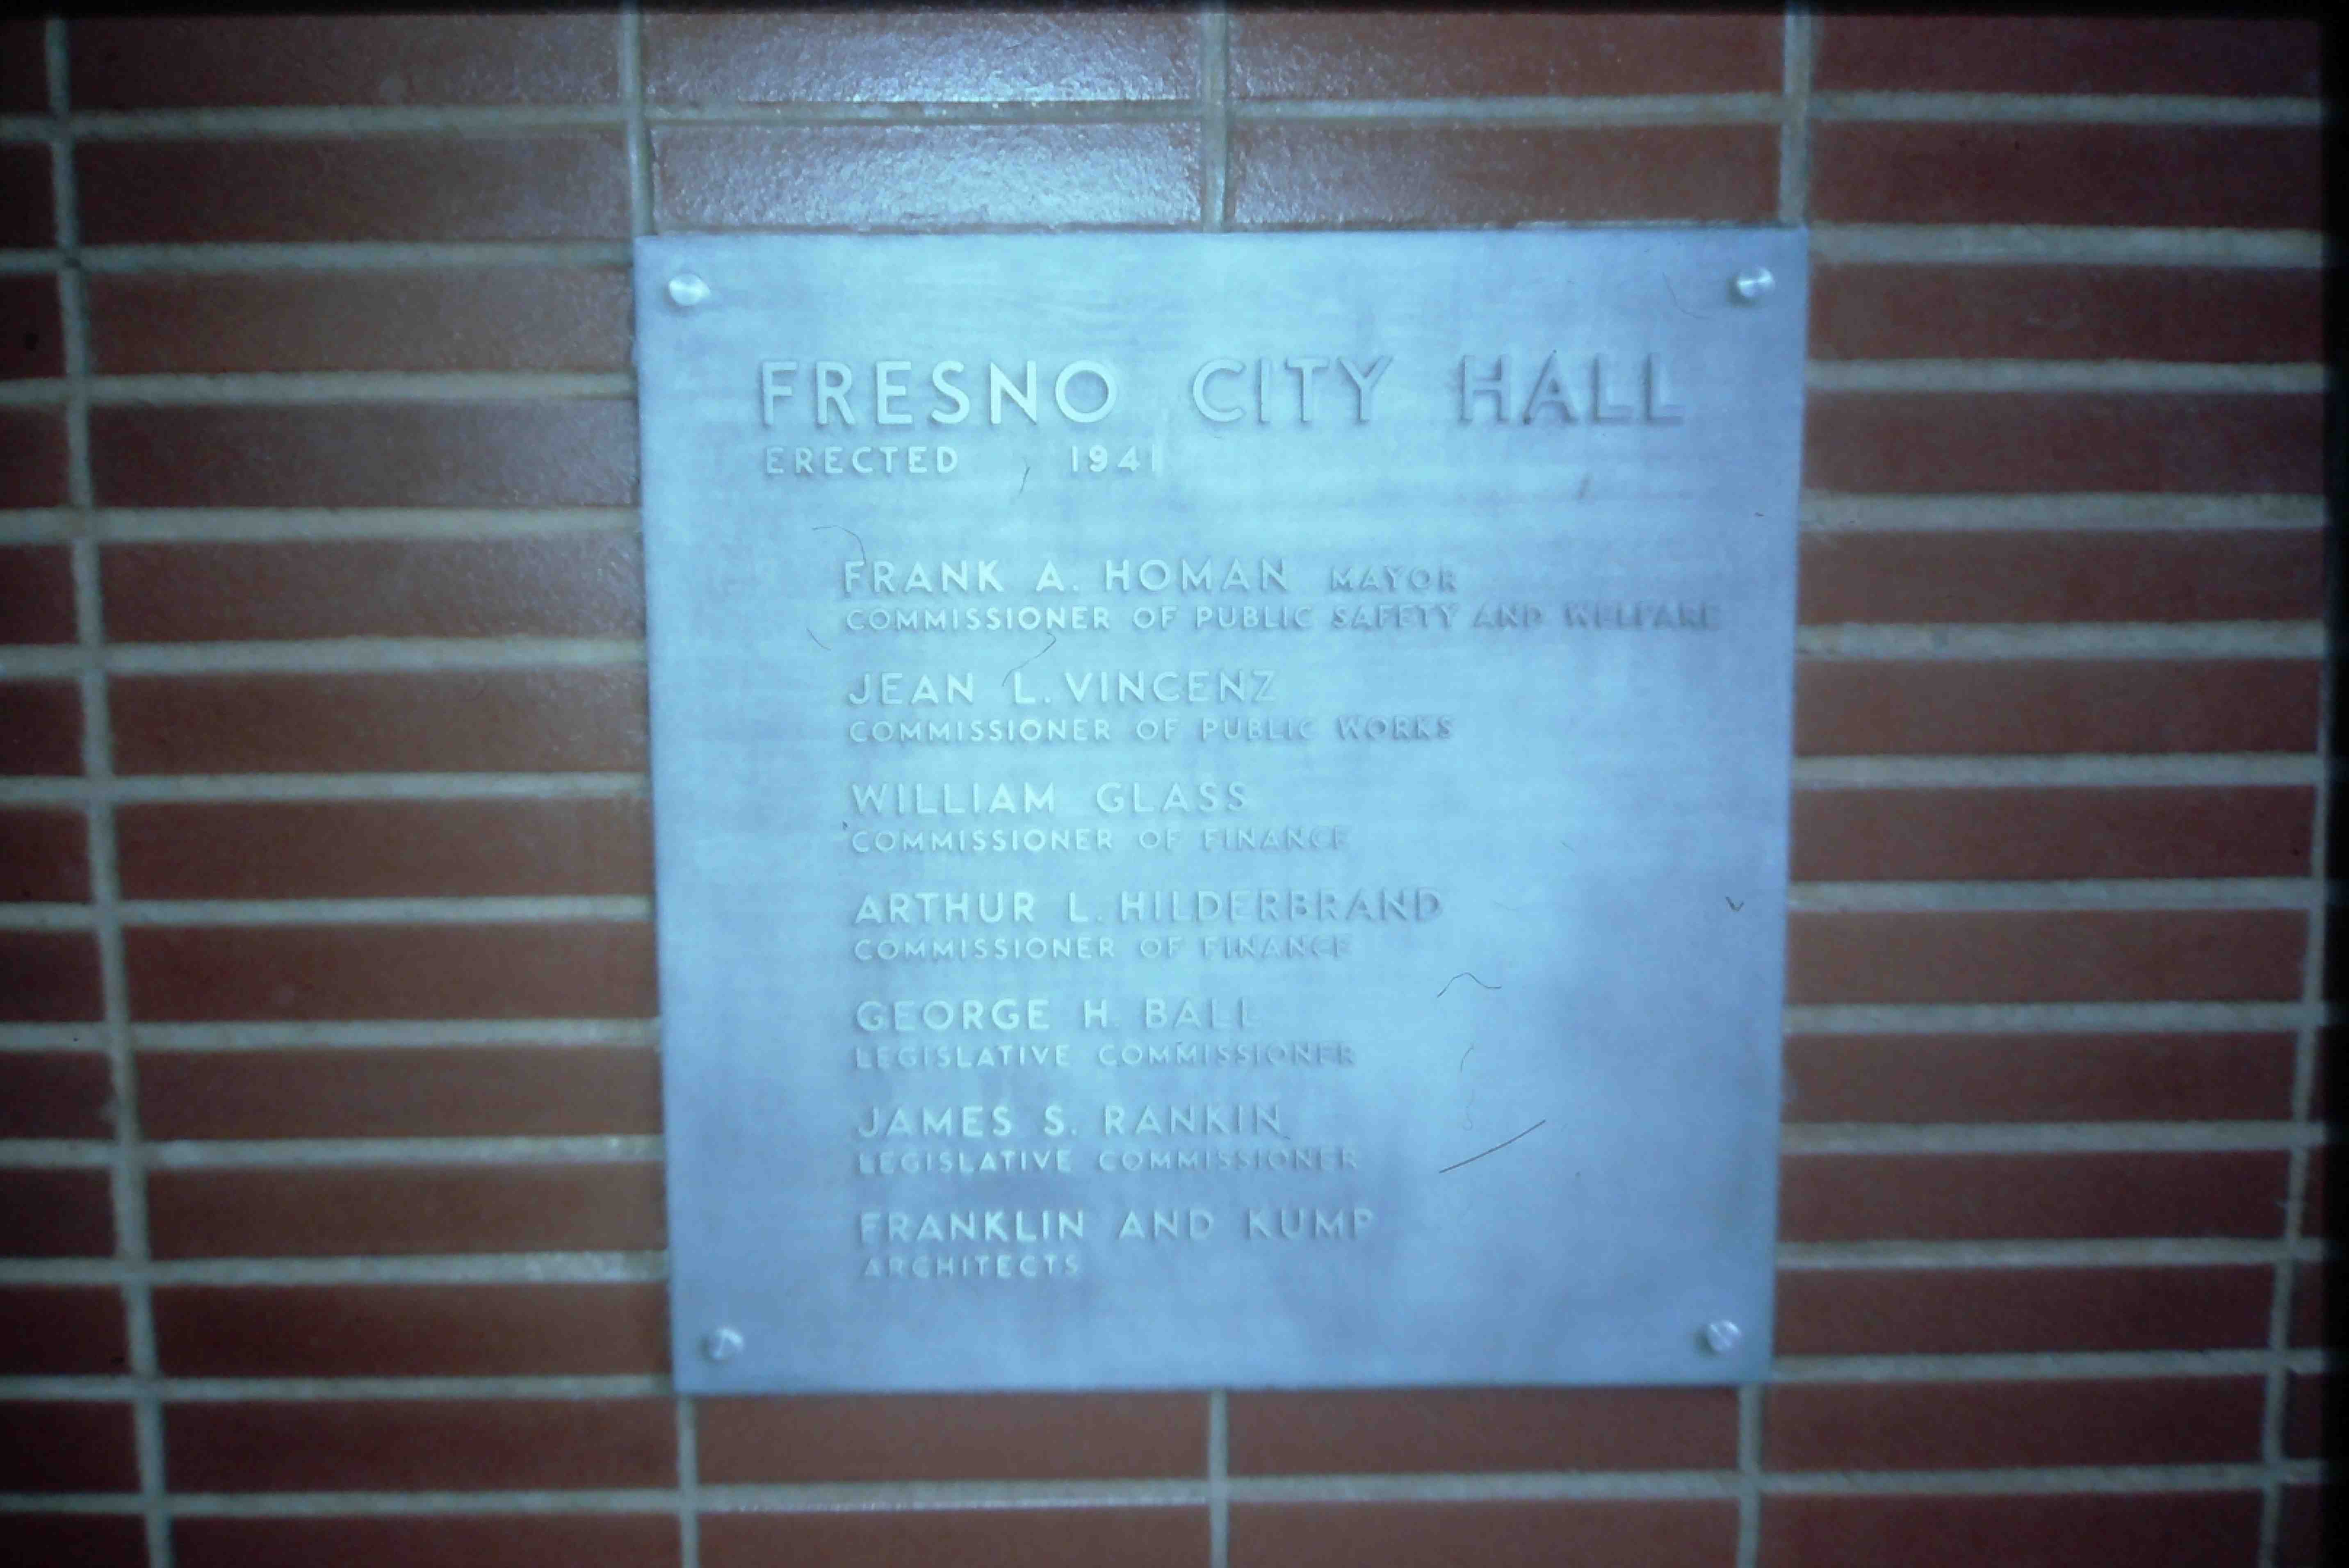 FRESNO CITY HALL
ERECTED 1941
FRANK A. HOMAN MAYOR
COMMISSIONER OF PUBLIC SAFETY AND WELFARE
JEAN L. VINCENZ
COMMISSIONER OF PUBLIC WORKS
WILLIAM GLASS
COMMISSIONER OF FINANCE
ARTHUR L. HILDERBRAND
COMMISSIONER OF FINANCE
GEORGE H. BALL
LEGISLATIVE COMMISSIONER
JAMES S. RANKIN
LEGISLATIVE COMMISSIONER
FRANKLIN AND KUMP
ARCHITECTS